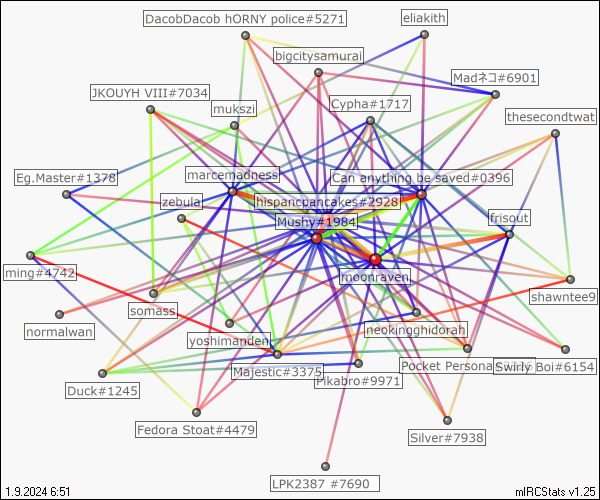 DacobDacob hORNY police#5271
eliakith
bigcitysamurai
Madネコ#6901
JKOUYH VIII#7034
mukszi
Cypha#1717
thesecondtwat
Eg.Master#1378
marcemadness
Can anything be saved#0396
zebula
hispancpancakes#2928
Mushy#1984
frisout
ming#4742
moonraven
shawntee9
somass
normalwan
yoshimanden
neokingghidorah
Majestic#3375
Pikabro#9971
Pocket Persona
Swirly Boi#6154
Duck#1245
Fedora Stoat#4479
Silver#7938
LPK2387 #7690
1.9.2024 6:51
mIRCStats v1.25